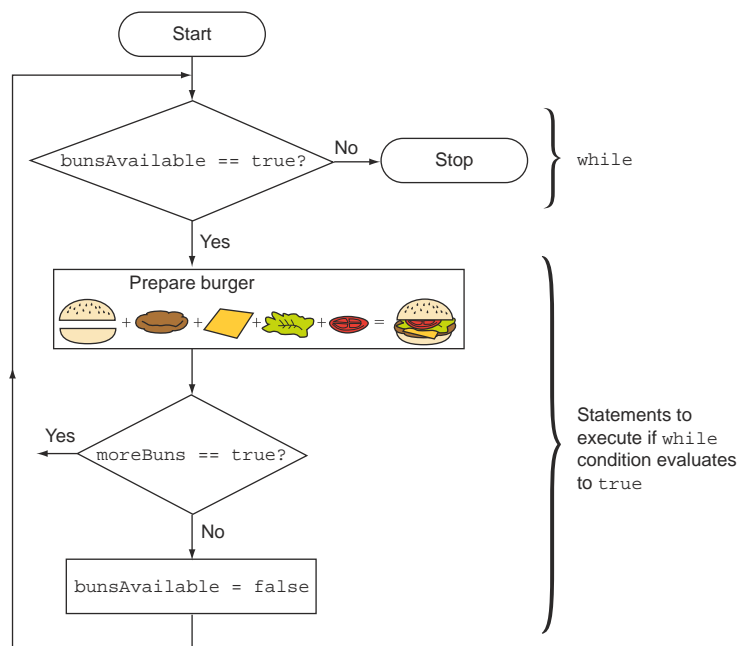 Start
bunsAvailable == true?
No
Stop
while
Yes
Prepare burger
+ + + + =
Yes
moreBuns == true?
No
bunsAvailable = false
Statements to
execute if while
condition evaluates
to true